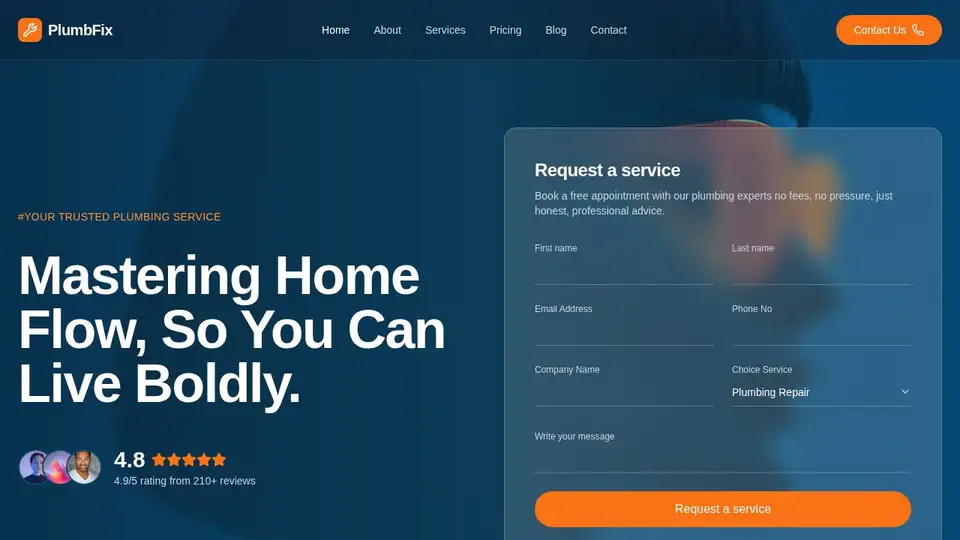 PlumbFix
Home
About
Services
Pricing
Blog
Contact
Contact Us
#YOUR TRUSTED PLUMBING SERVICE
Mastering Home
Flow, So You Can
Live Boldly.
4.8
4.9/5 rating from 210+ reviews
Request a service
Book a free appointment with our plumbing experts no fees, no pressure, just
honest, professional advice.
First name
Last name
Email Address
Phone No
Company Name
Choice Service
Plumbing Repair
Write your message
Request a service